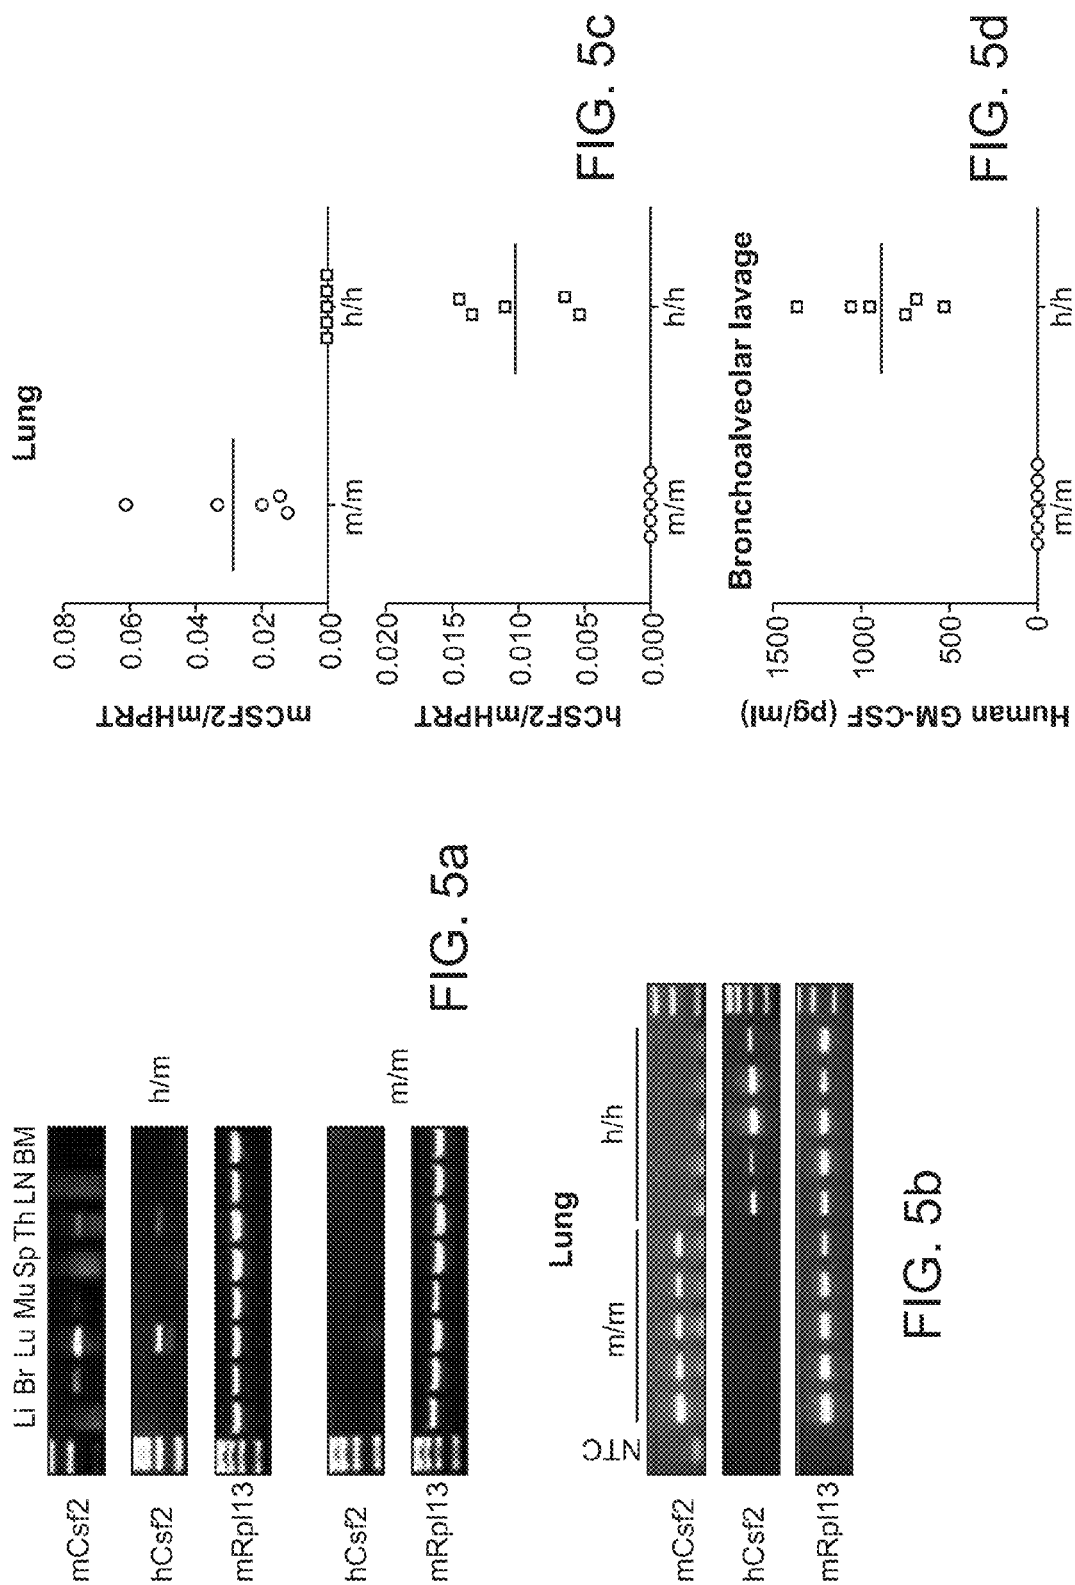 Li Br Lu Mu Sp Th LN BM
mCsf2
hCsf2
h/m
mRpl13
hCsf2
m/m
mRpl13
FIG. 5a
Lung
NTC
m/m
h/h
mCsf2
hCsf2
mRpl13
FIG. 5b
Lung
mCSF2/mHPRT
0.08
0.06
0.04
0.02
0.00
m/m
h/h
hCSF2/mHPRT
0.020
0.015
0.010
0.005
0.000
m/m
h/h
FIG. 5c
Bronchoalveolar lavage
Human GM-CSF (pg/ml)
1500
1000
500
0
m/m
h/h
FIG. 5d